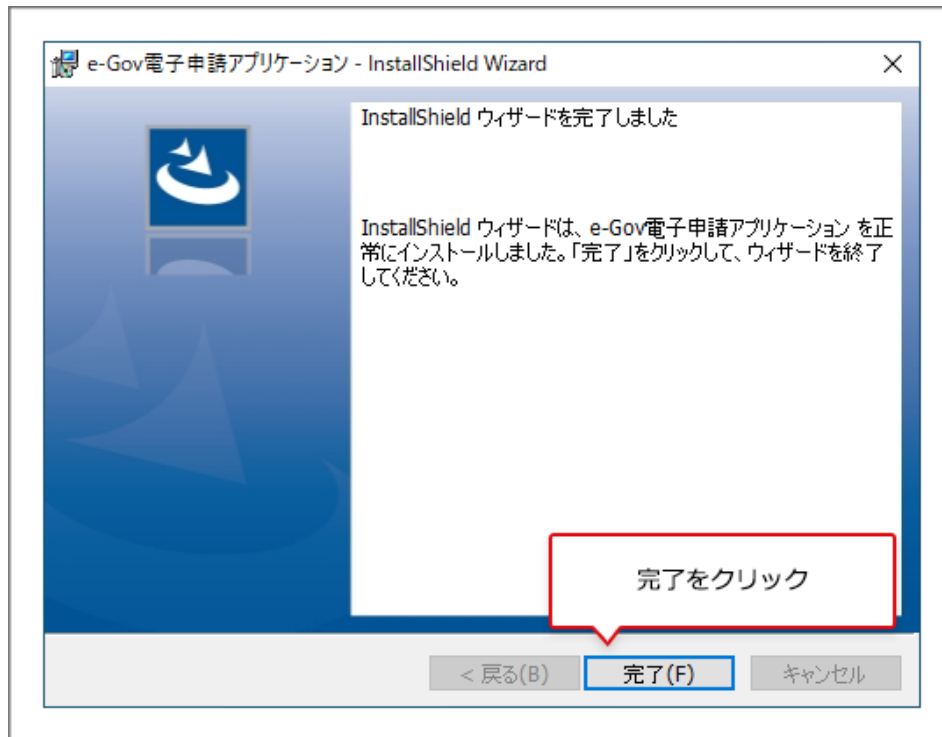 e-Gov電子申請アプリケーション - InstallShield Wizard
InstallShield ウィザードを完了しました
InstallShield ウィザードは、e-Gov電子申請アプリケーション を正
常にインストールしました。「完了」をクリックして、ウィザードを終了
してください。
完了をクリック
< 戻る(B)
完了(F)
キャンセル